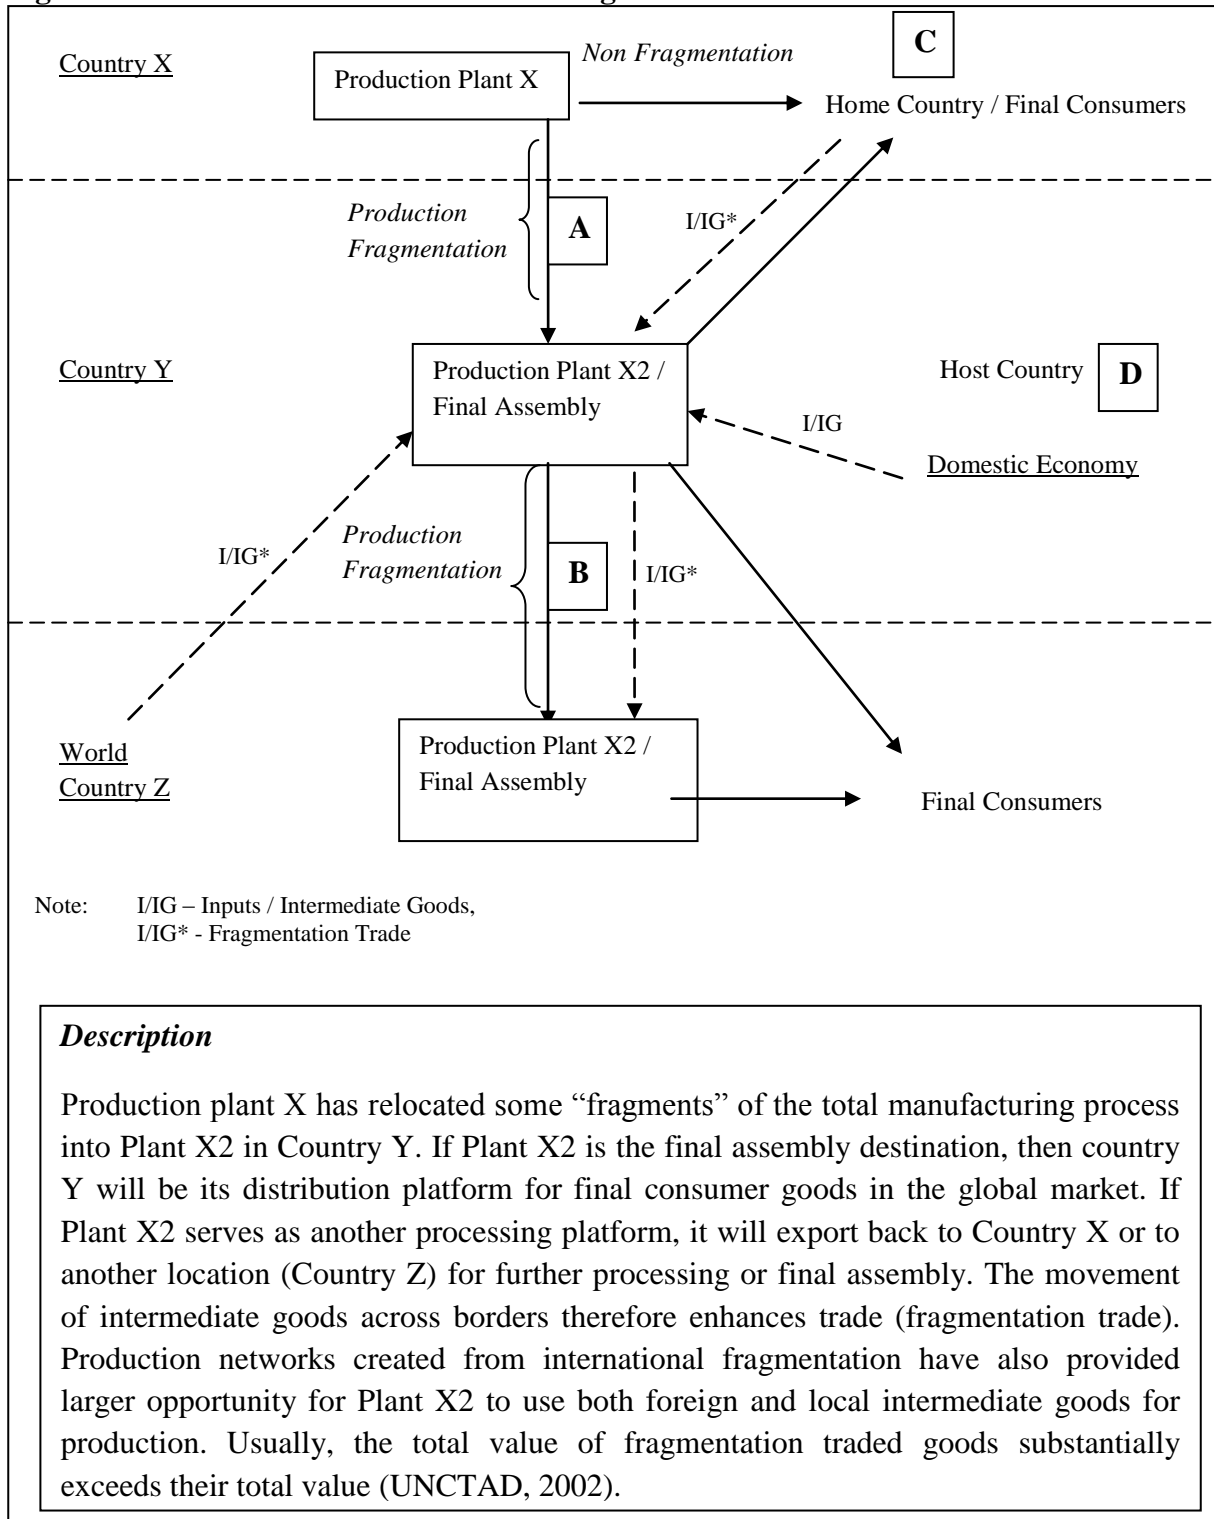 Country X
Production Plant X
Non Fragmentation
C
Home Country / Final Consumers
Production
Fragmentation
A
I/IG*
Country Y
Production Plant X2 /
Final Assembly
Host Country
D
I/IG
Domestic Economy
I/IG*
Production
Fragmentation
B
I/IG*
World
Country Z
Production Plant X2 /
Final Assembly
Final Consumers
Note: I/IG – Inputs / Intermediate Goods,
I/IG* - Fragmentation Trade
Description
Production plant X has relocated some “fragments” of the total manufacturing process
into Plant X2 in Country Y. If Plant X2 is the final assembly destination, then country
Y will be its distribution platform for final consumer goods in the global market. If
Plant X2 serves as another processing platform, it will export back to Country X or to
another location (Country Z) for further processing or final assembly. The movement
of intermediate goods across borders therefore enhances trade (fragmentation trade).
Production networks created from international fragmentation have also provided
larger opportunity for Plant X2 to use both foreign and local intermediate goods for
production. Usually, the total value of fragmentation traded goods substantially
exceeds their total value (UNCTAD, 2002).